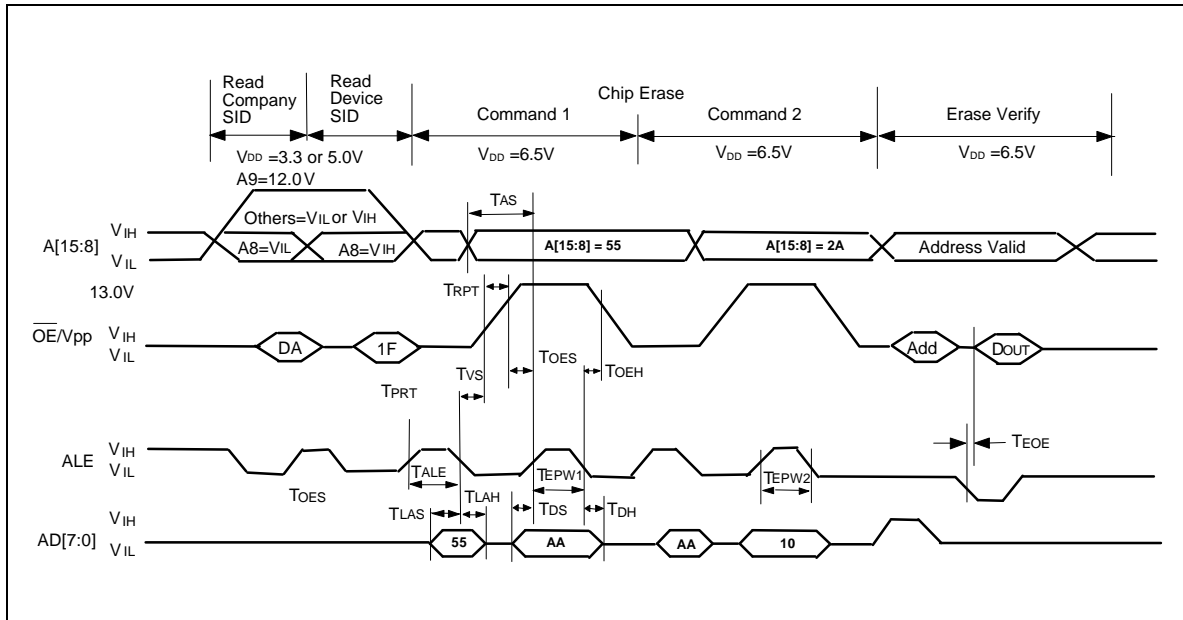 Read
Company
SID
Read
Device
SID
Chip Erase
Command 1
Command 2
Erase Verify
VDD =3.3 or 5.0V
VDD =6.5V
VDD =6.5V
VDD =6.5V
A9=12.0V
TAS
Others=VIL or VIH
A[15:8]
VIH
VIL
A8=VIL
A8=VIH
A[15:8] = 55
A[15:8] = 2A
Address Valid
13.0V
TRPT
OE/Vpp
VIH
VIL
DA
1F
Add
DOUT
TVS
TOES
TOEH
TPRT
TEOE
ALE
VIH
VIL
TOES
TALE
TEPW1
TEPW2
TLAH
TLAS
TDS
TDH
AD[7:0]
VIH
VIL
55
AA
AA
10